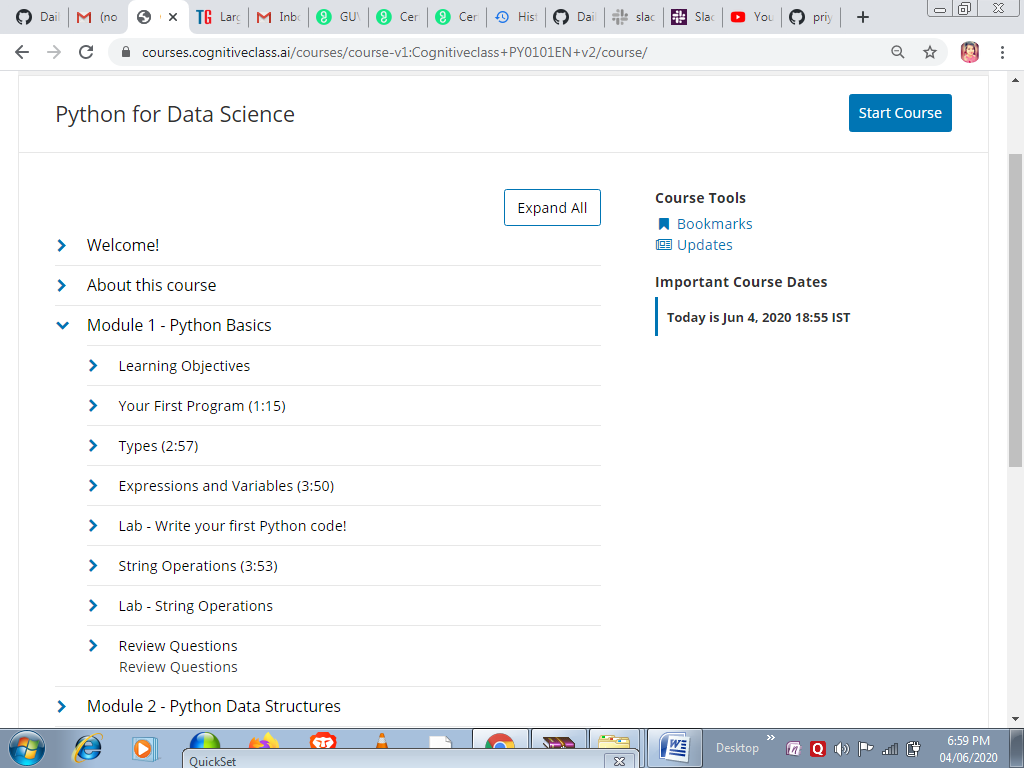 Dail
(no
Larg
Inbo
GUV
Cer
Cer
Hist
Dail
slac
Slac
You
priy
courses.cognitiveclass.ai/courses/course-v1:Cognitiveclass+PY0101EN+v2/course/
Python for Data Science
Start Course
Expand All
Welcome!
About this course
Module 1 - Python Basics
Learning Objectives
Your First Program (1:15)
Types (2:57)
Expressions and Variables (3:50)
Lab - Write your first Python code!
String Operations (3:53)
Lab - String Operations
Review Questions
Review Questions
Module 2 - Python Data Structures
Course Tools
Bookmarks
Updates
Important Course Dates
Today is Jun 4, 2020 18:55 IST
QuickSet
Desktop
6:59 PM
04/06/2020